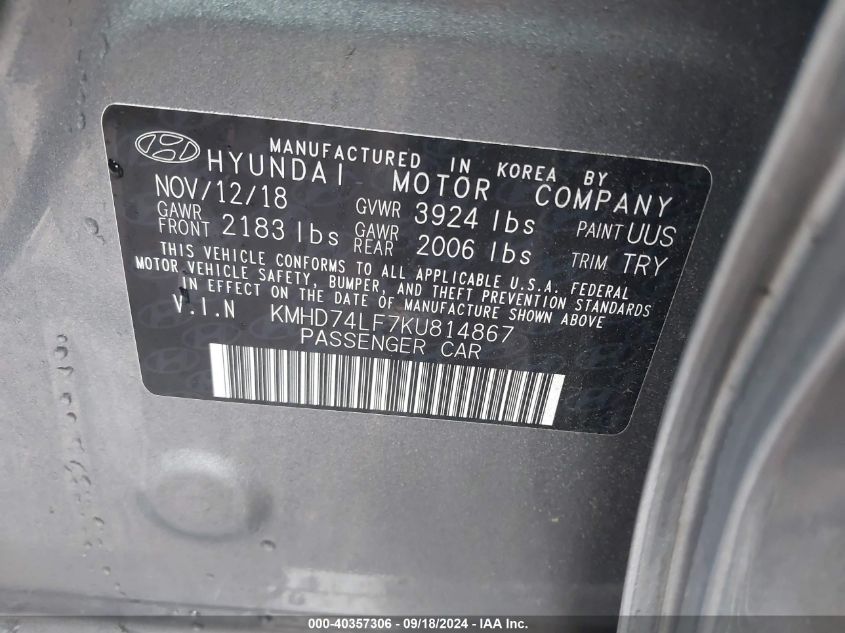 MANUFACTURED IN KOREA BY
HYUNDAI MOTOR COMPANY
NOV/12/18 GVWR 3924 lbs PAINT UUS
GAWR FRONT 2183 lbs GAWR REAR 2006 lbs TRIM TRY
THIS VEHICLE CONFORMS TO ALL APPLICABLE U.S.A. FEDERAL
MOTOR VEHICLE SAFETY, BUMPER, AND THEFT PREVENTION STANDARDS
IN EFFECT ON THE DATE OF MANUFACTURE SHOWN ABOVE
V.I.N KMHD74LF7KU814867
PASSENGER CAR
000-40357306 - 09/18/2024 - IAA Inc.